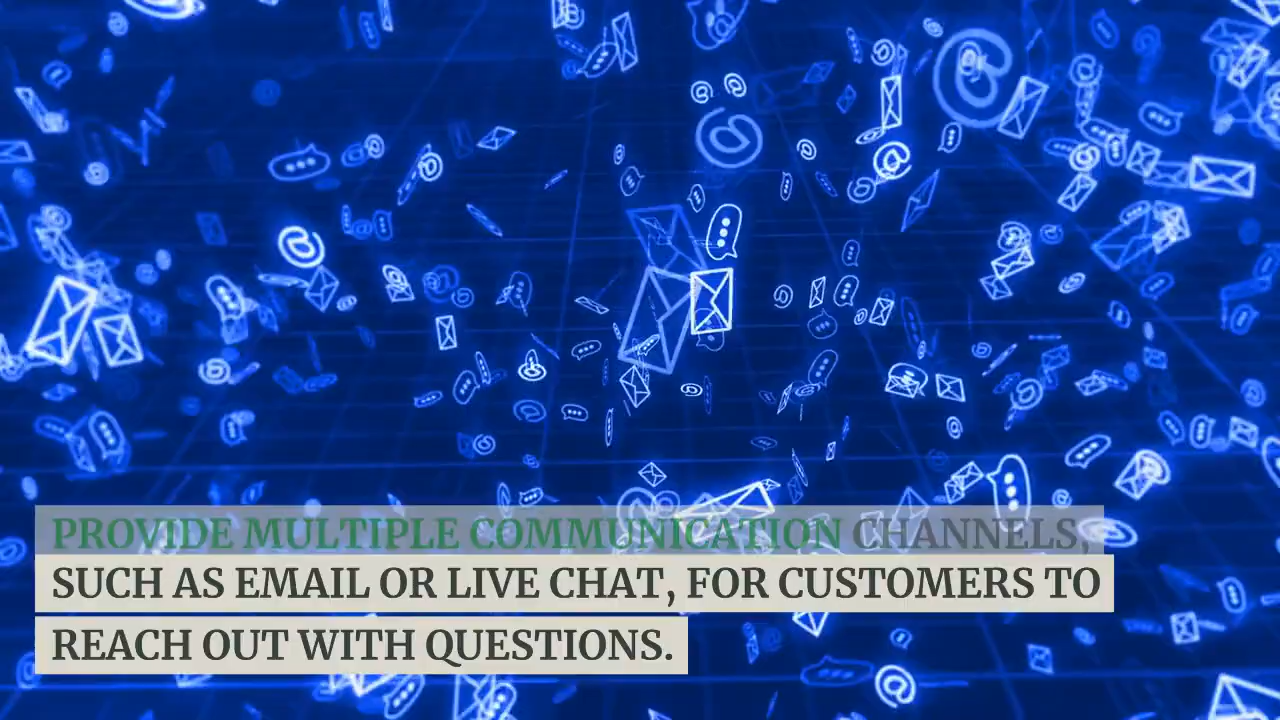 PROVIDE MULTIPLE COMMUNICATION CHANNELS,
SUCH AS EMAIL OR LIVE CHAT, FOR CUSTOMERS TO
REACH OUT WITH QUESTIONS.